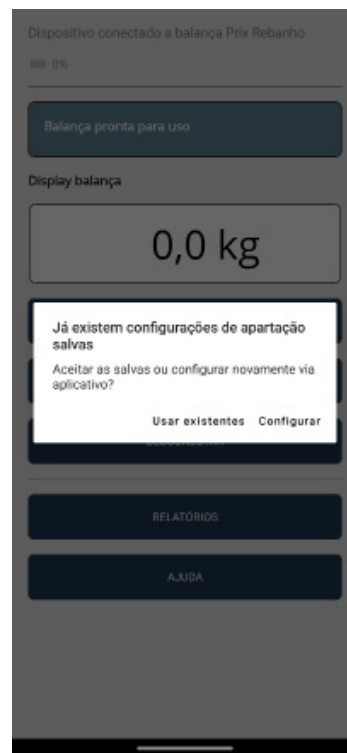 Dispositivo conectado a balança Prix Rebanho
0%
Balança pronta para uso
Display balança
0,0 kg
Já existem configurações de apartação
salvas
Aceitar as salvas ou configurar novamente via
aplicativo?
Usar existentes Configurar
RELATÓRIOS
AJUDA